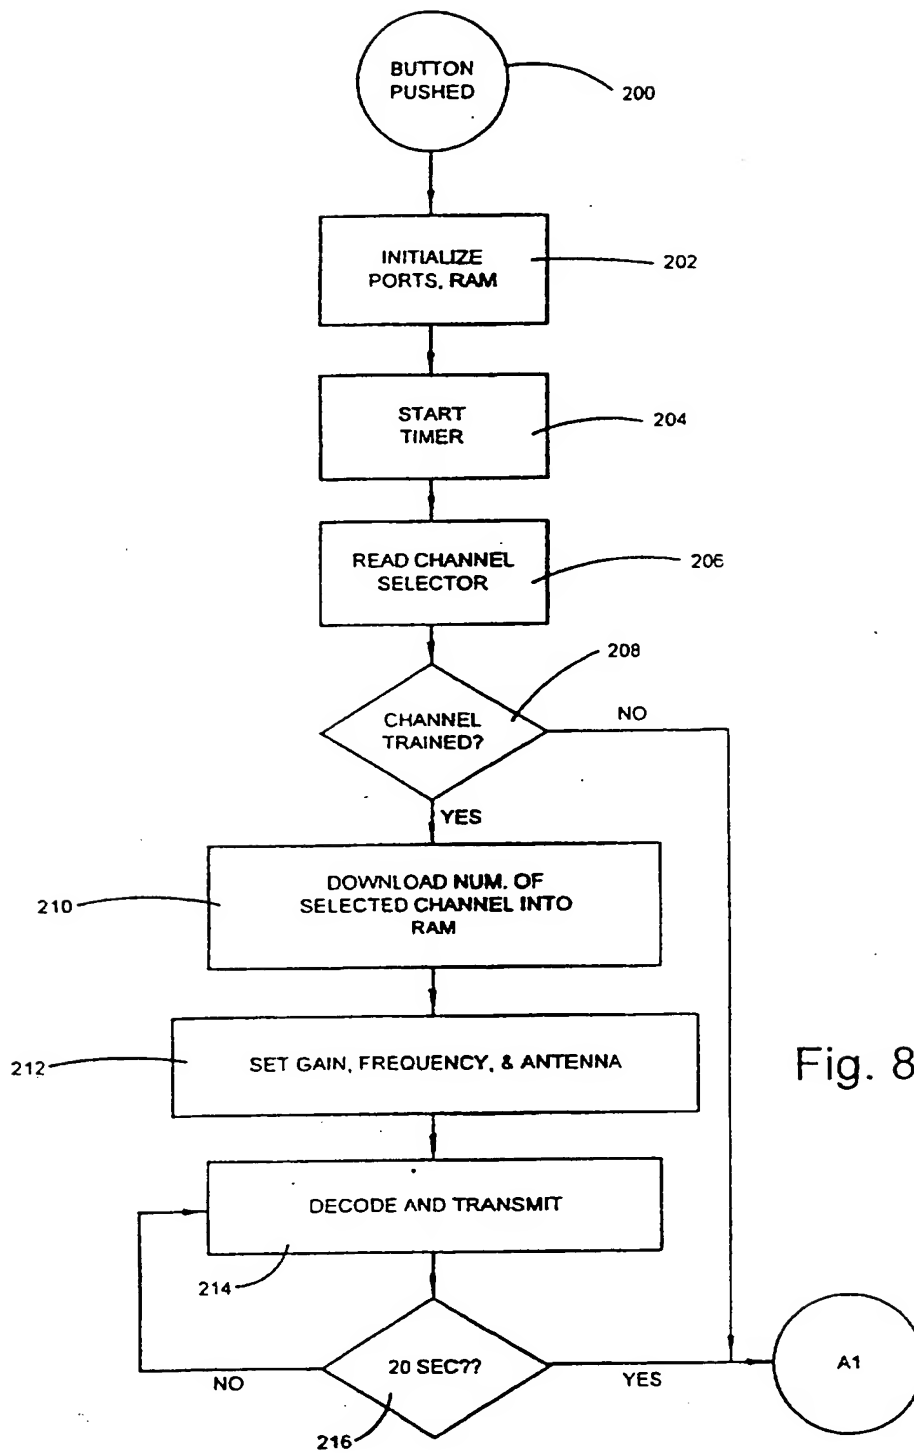 BUTTON
PUSHED
200
INITIALIZE
PORTS, RAM
202
START
TIMER
204
READ CHANNEL
SELECTOR
206
208
CHANNEL
TRAINED?
NO
YES
DOWNLOAD NUM. OF
SELECTED CHANNEL INTO
RAM
210
SET GAIN, FREQUENCY, & ANTENNA
212
Fig. 8
DECODE AND TRANSMIT
214
20 SEC??
NO
YES
A1
216